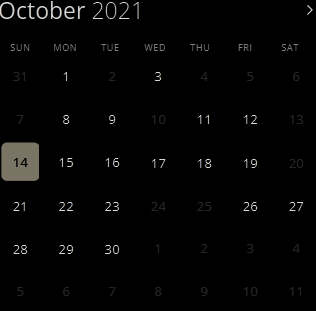 October 2021
SUN MON TUE WED THU FRI SAT
31 1 2 3 4 5 6
7 8 9 10 11 12 13
14 15 16 17 18 19 20
21 22 23 24 25 26 27
28 29 30 1 2 3 4
5 6 7 8 9 10 11